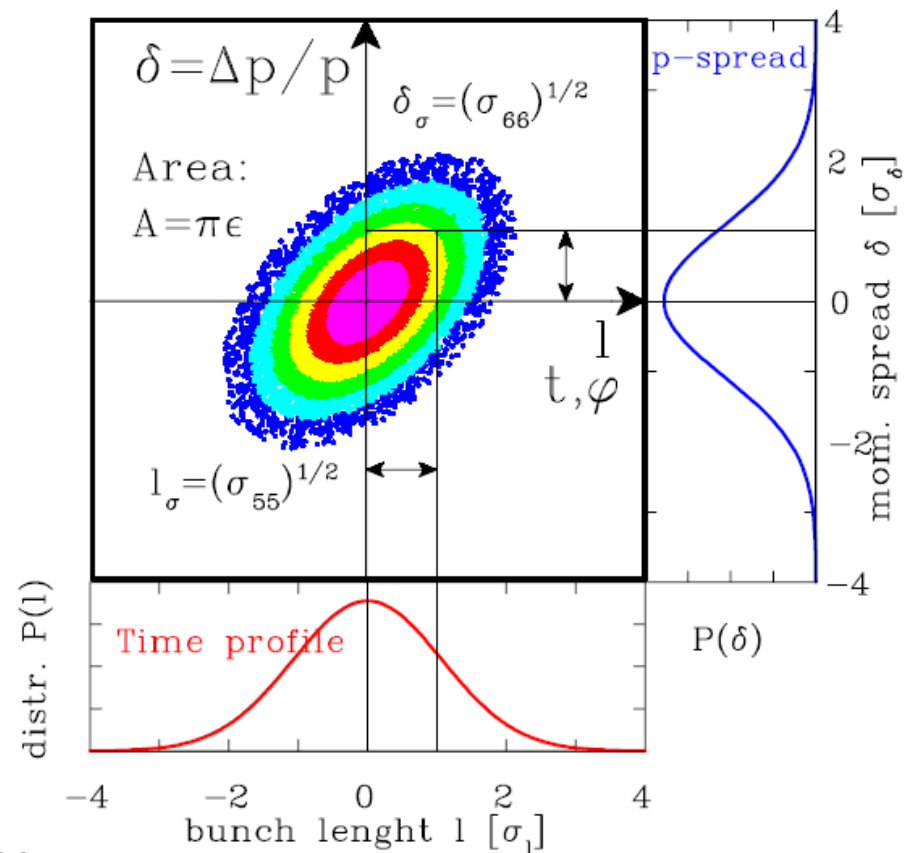 δ=Δp/p
δσ=(σ66)1/2
Area:
A=πϵ
l
t,φ
lσ=(σ55)1/2
p-spread
4
2
0
-2
-4
mom. spread δ [σδ]
P(δ)
distr. P(l)
Time profile
-4 -2 0 2 4
bunch lenght l [σl]